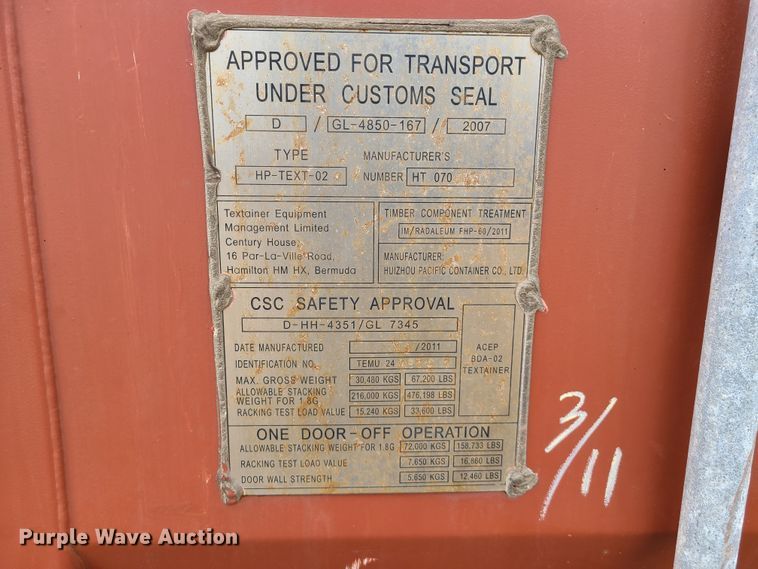 APPROVED FOR TRANSPORT
UNDER CUSTOMS SEAL
D / GL-4850-167 / 2007
TYPE MANUFACTURER'S
HP-TEXT-02 NUMBER HT 070
Textainer Equipment
Management Limited
Century House,
16 Par-La-Ville Road,
Hamilton HM HX, Bermuda
TIMBER COMPONENT TREATMENT
IM/RADALEUM FHP-60/2011
MANUFACTURER:
HUIZHOU PACIFIC CONTAINER CO., LTD.
CSC SAFETY APPROVAL
D-HH-4351/GL 7345
DATE MANUFACTURED /2011
IDENTIFICATION NO. TEMU 24
MAX. GROSS WEIGHT 30,480 KGS 67,200 LBS
ALLOWABLE STACKING
WEIGHT FOR 1.8G 216,000 KGS 476,198 LBS
RACKING TEST LOAD VALUE 15,240 KGS 33,600 LBS
ACEP
BDA-02
TEXTAINER
ONE DOOR-OFF OPERATION
ALLOWABLE STACKING WEIGHT FOR 1.8G 72,000 KGS 158,733 LBS
RACKING TEST LOAD VALUE 7,650 KGS 16,860 LBS
DOOR WALL STRENGTH 5,650 KGS 12,460 LBS
3/11
Purple Wave Auction